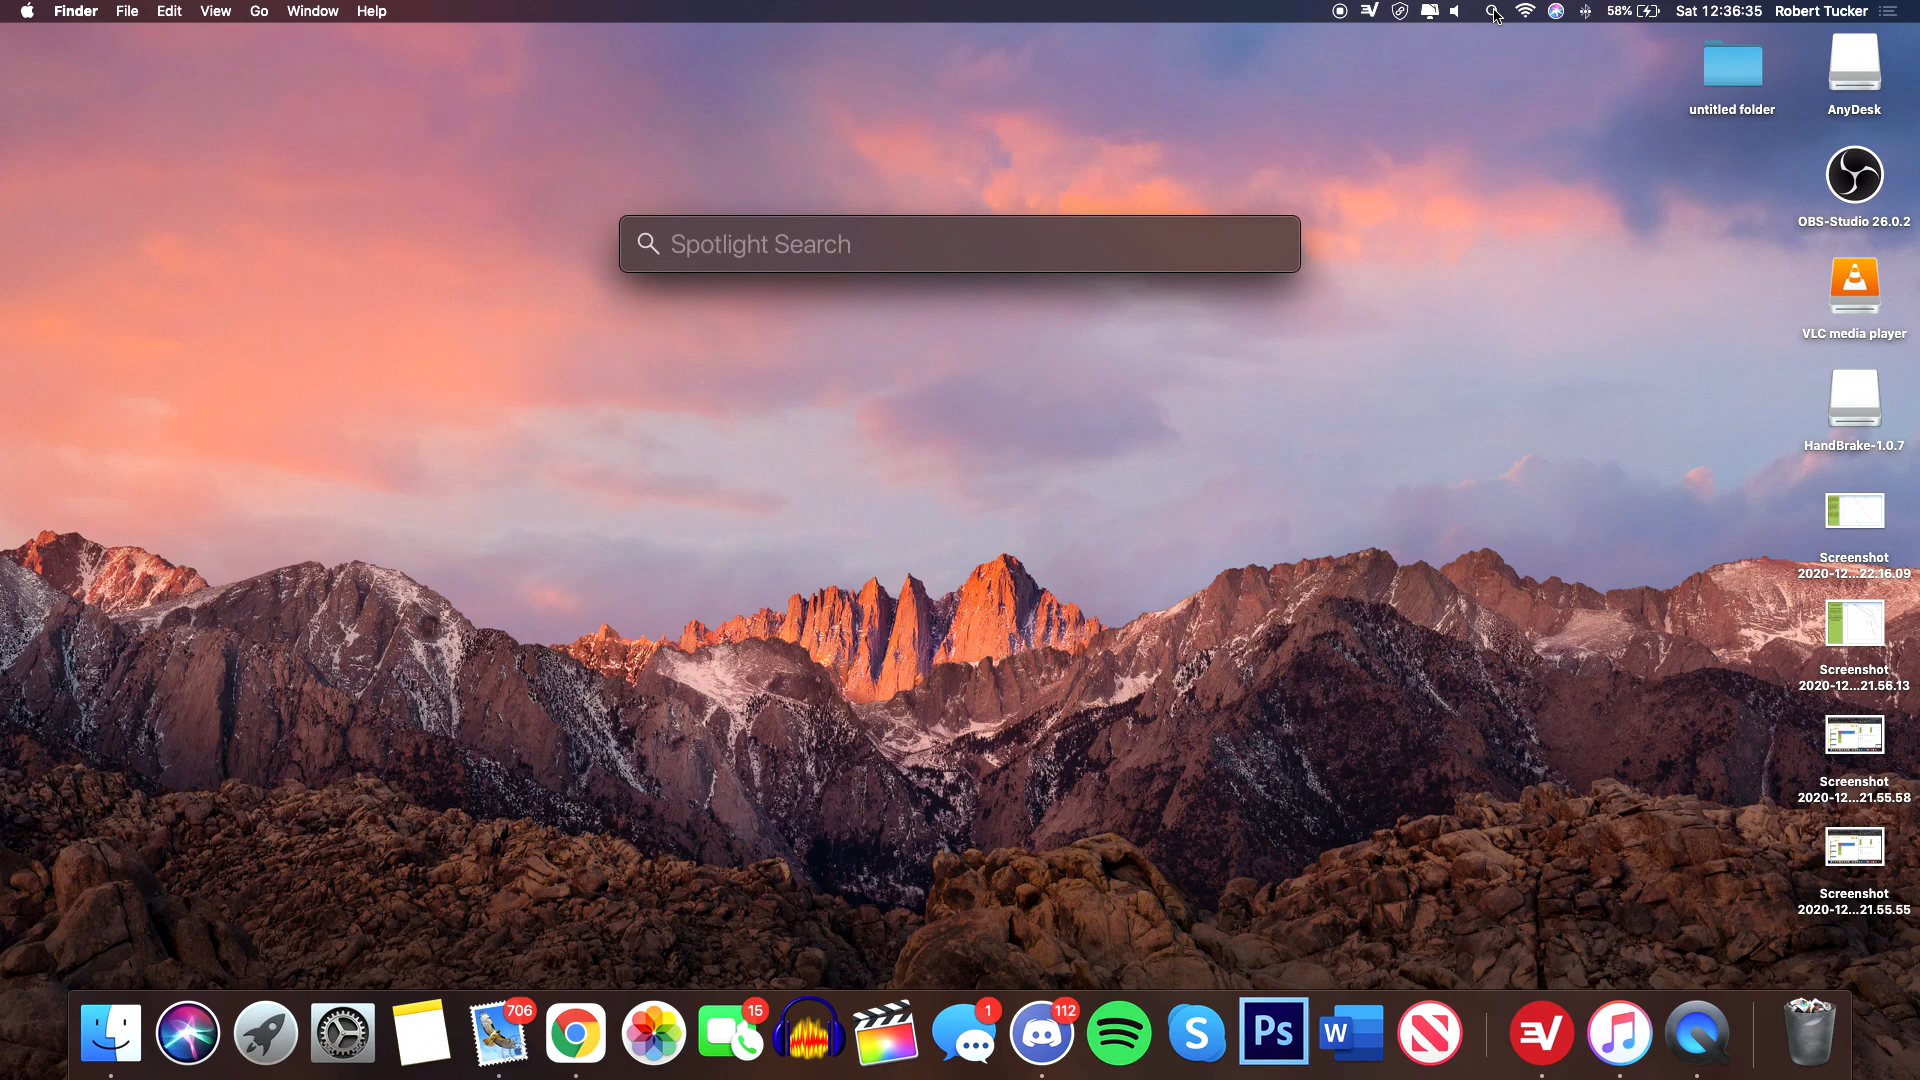 Finder File Edit View Go Window Help
58% Sat 12:36:35 Robert Tucker
untitled folder
AnyDesk
OBS-Studio 26.0.2
Spotlight Search
VLC media player
HandBrake-1.0.7
Screenshot
2020-12...22.16.09
Screenshot
2020-12...21.56.13
Screenshot
2020-12...21.55.58
Screenshot
2020-12...21.55.55
706
15
1
112
S
Ps
W
N
EV